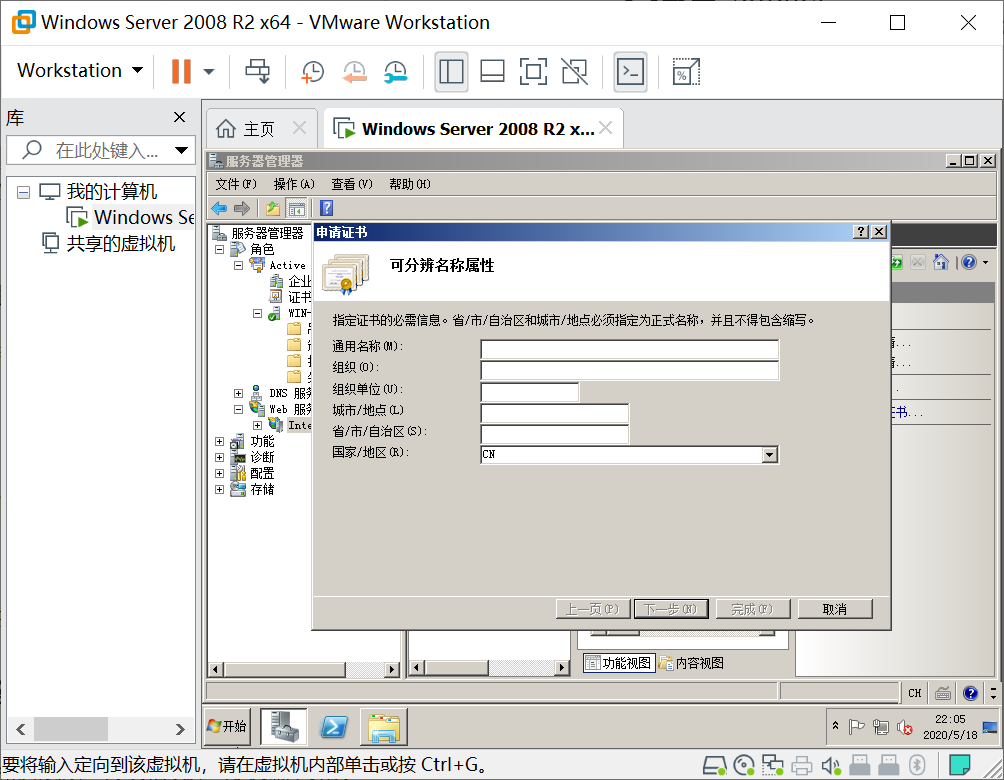 Windows Server 2008 R2 x64 - VMware Workstation
Workstation
库
在此处键入...
我的计算机
Windows Se
共享的虚拟机
主页
Windows Server 2008 R2 x...
服务器管理器
文件(F) 操作(A) 查看(V) 帮助(H)
服务器管理器
角色
Active
企业
证书
WIN-
DNS 服务
Web 服务
Inte
功能
诊断
配置
存储
申请证书
可分辨名称属性
指定证书的必需信息。省/市/自治区和城市/地点必须指定为正式名称，并且不得包含缩写。
通用名称(M):
组织(O):
组织单位(U):
城市/地点(L)
省/市/自治区(S):
国家/地区(R):
CN
上一页(P) 下一步(N) 完成(F) 取消
...
...
.
证书...
功能视图 内容视图
CH
开始
22:05
2020/5/18
要将输入定向到该虚拟机，请在虚拟机内部单击或按 Ctrl+G。